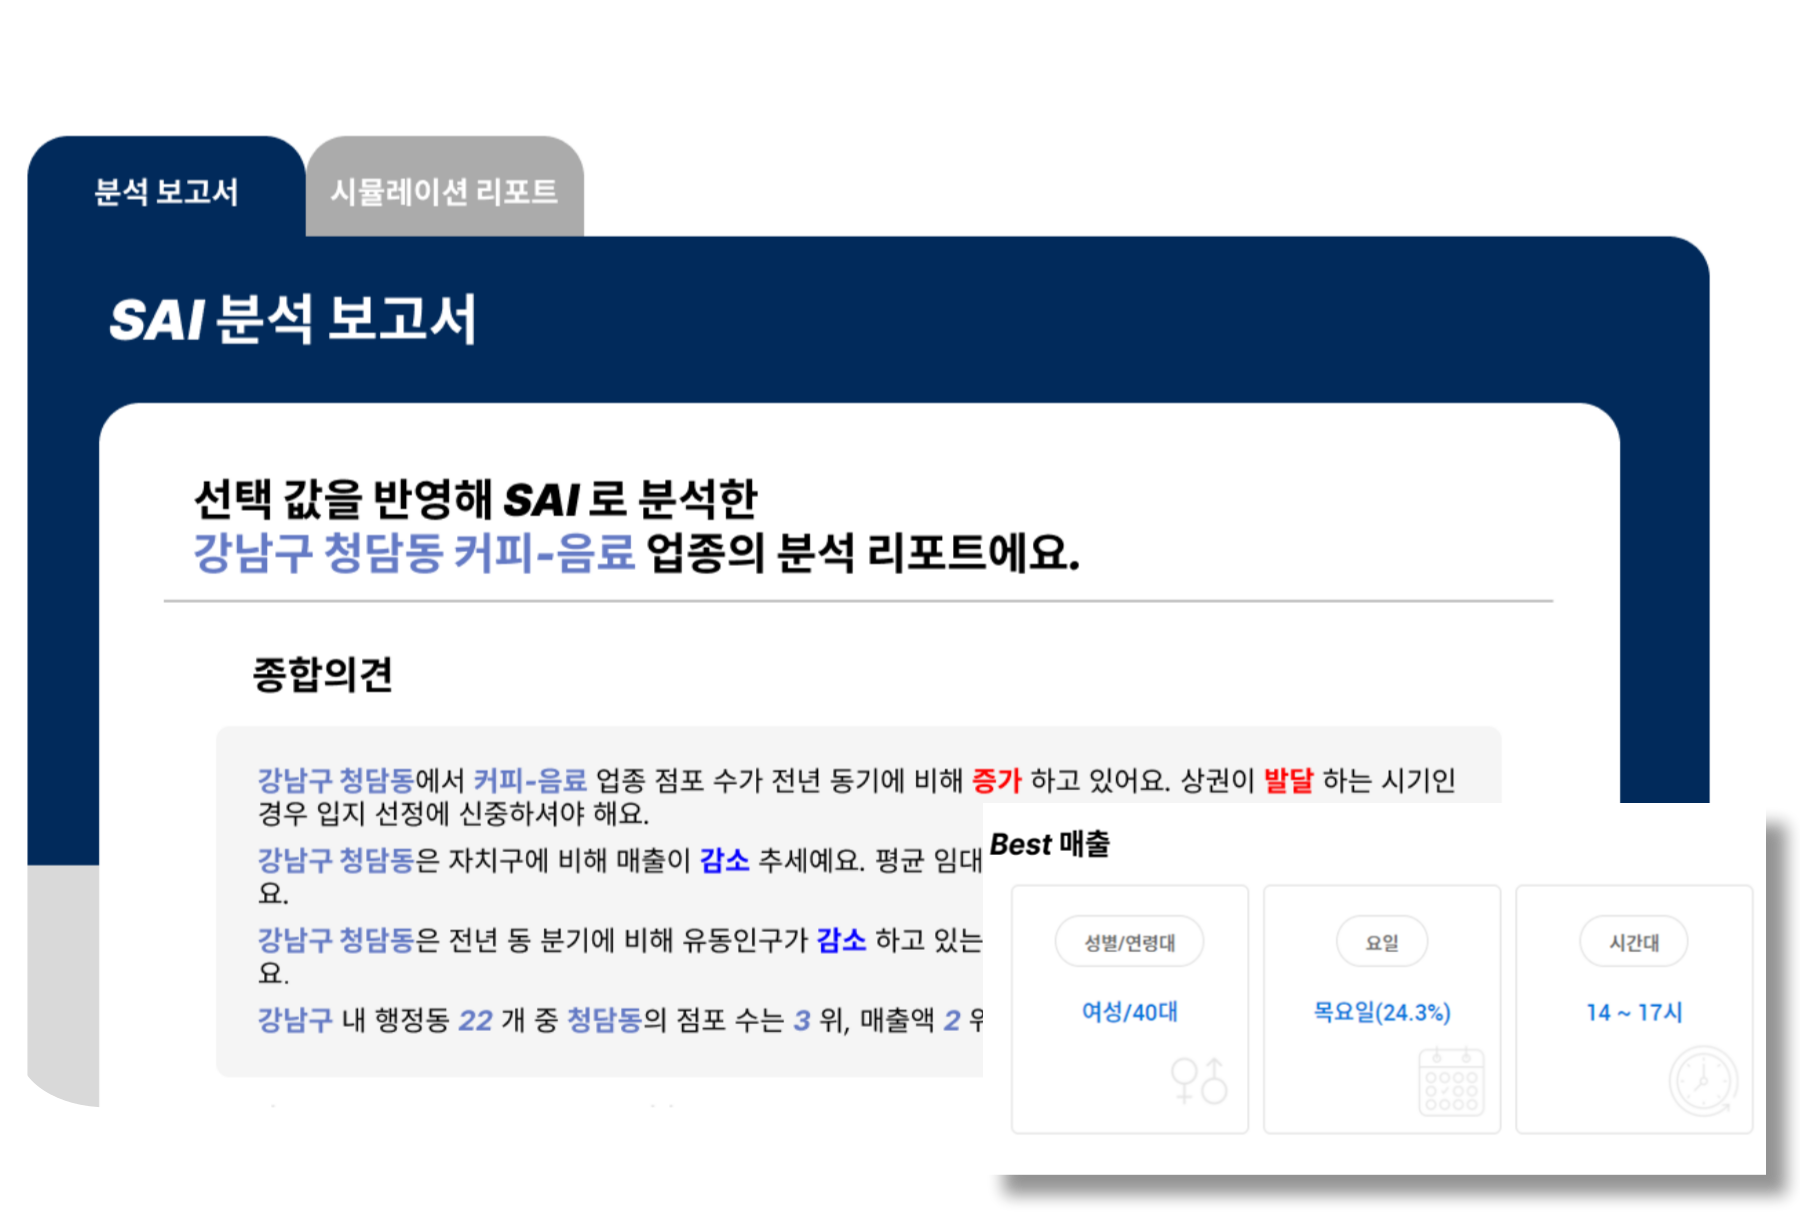 분석 보고서
시뮬레이션 리포트
SAI 분석 보고서
선택 값을 반영해 SAI 로 분석한
강남구 청담동 커피-음료 업종의 분석 리포트에요.
종합의견
강남구 청담동에서 커피-음료 업종 점포 수가 전년 동기에 비해 증가 하고 있어요. 상권이 발달 하는 시기인
경우 입지 선정에 신중하셔야 해요.
강남구 청담동은 자치구에 비해 매출이 감소 추세예요. 평균 임대
요.
강남구 청담동은 전년 동 분기에 비해 유동인구가 감소 하고 있는
요.
강남구 내 행정동 22 개 중 청담동의 점포 수는 3 위, 매출액 2
Best 매출
성별/연령대
여성/40대
요일
목요일(24.3%)
시간대
14 ~ 17시